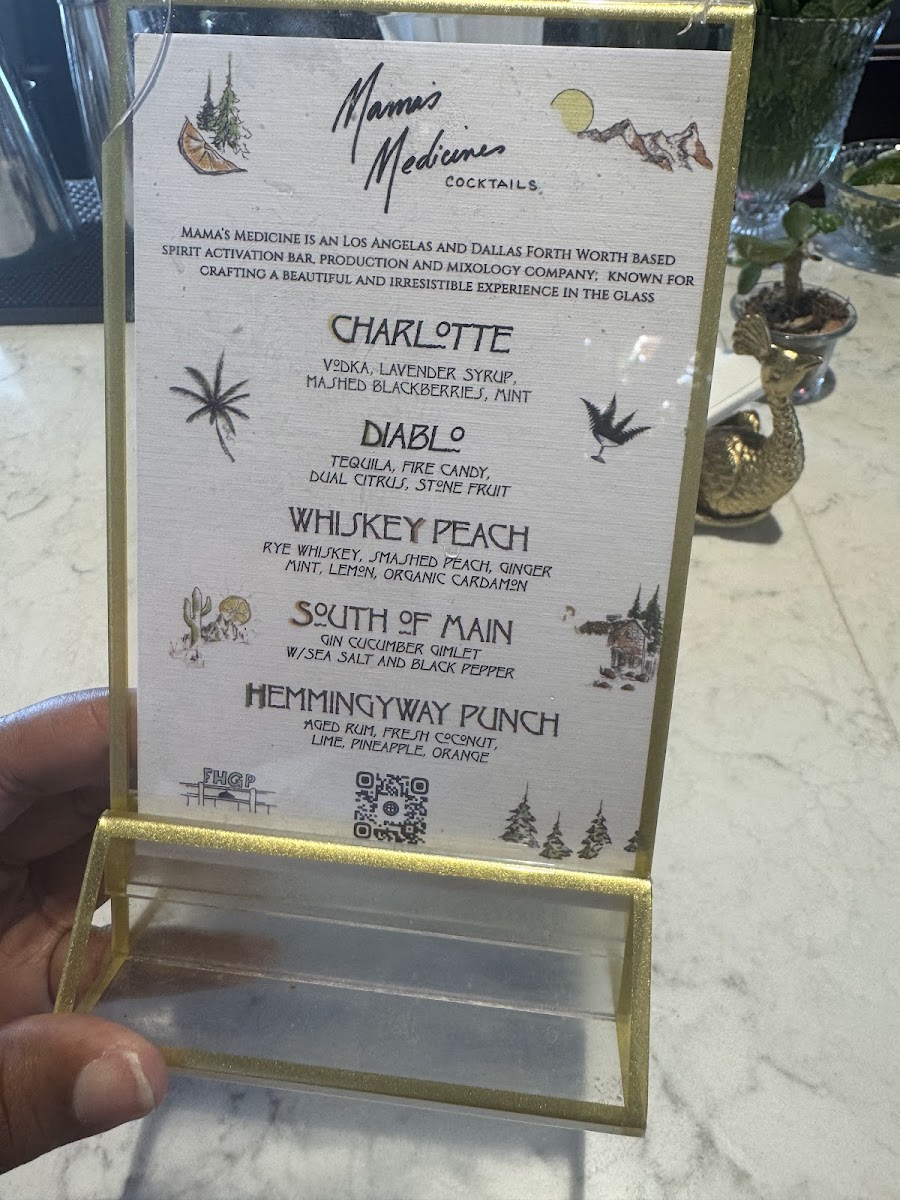 Mamas
Medicines
COCKTAILS
MAMA'S MEDICINE IS AN LOS ANGELAS AND DALLAS FORTH WORTH BASED
SPIRIT ACTIVATION BAR, PRODUCTION AND MIXOLOGY COMPANY; KNOWN FOR
CRAFTING A BEAUTIFUL AND IRRESISTIBLE EXPERIENCE IN THE GLASS
CHARLOTTE
VODKA, LAVENDER SYRUP,
MASHED BLACKBERRIES, MINT
DIABLO
TEQUILA, FIRE CANDY,
DUAL CITRUS, STONE FRUIT
WHISKEY PEACH
RYE WHISKEY, SMASHED PEACH, GINGER
MINT, LEMON, ORGANIC CARDAMON
SOUTH OF MAIN
GIN CUCUMBER GIMLET
W/SEA SALT AND BLACK PEPPER
HEMMINGYWAY PUNCH
AGED RUM, FRESH COCONUT,
LIME, PINEAPPLE, ORANGE
FHGP